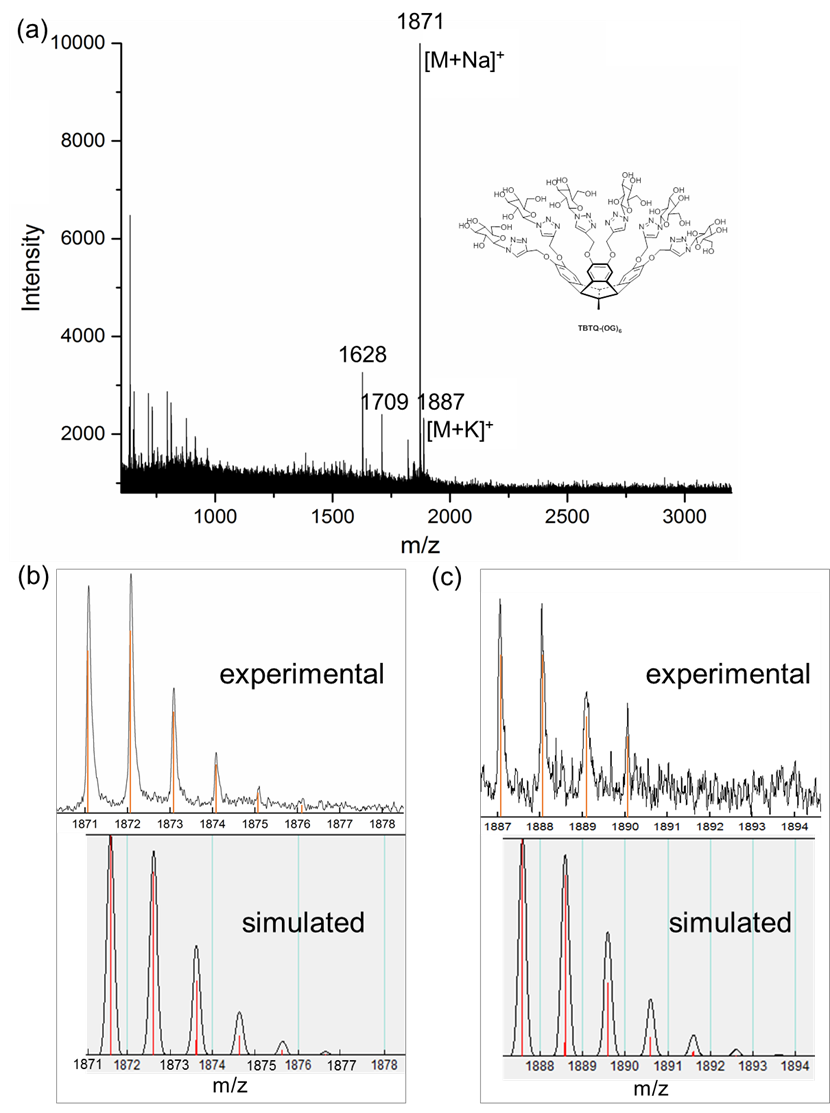 (a)
1871
10000
[M+Na]+
8000
6000
4000
2000
Intensity
1628
1709
1887
[M+K]+
TBTQ-(OG)6
1000
1500
2000
2500
3000
m/z
(b)
experimental
1871 1872 1873 1874 1875 1876 1877 1878
simulated
1871 1872 1873 1874 1875 1876 1877 1878
m/z
(c)
experimental
1887 1888 1889 1890 1891 1892 1893 1894
simulated
1888 1889 1890 1891 1892 1893 1894
m/z